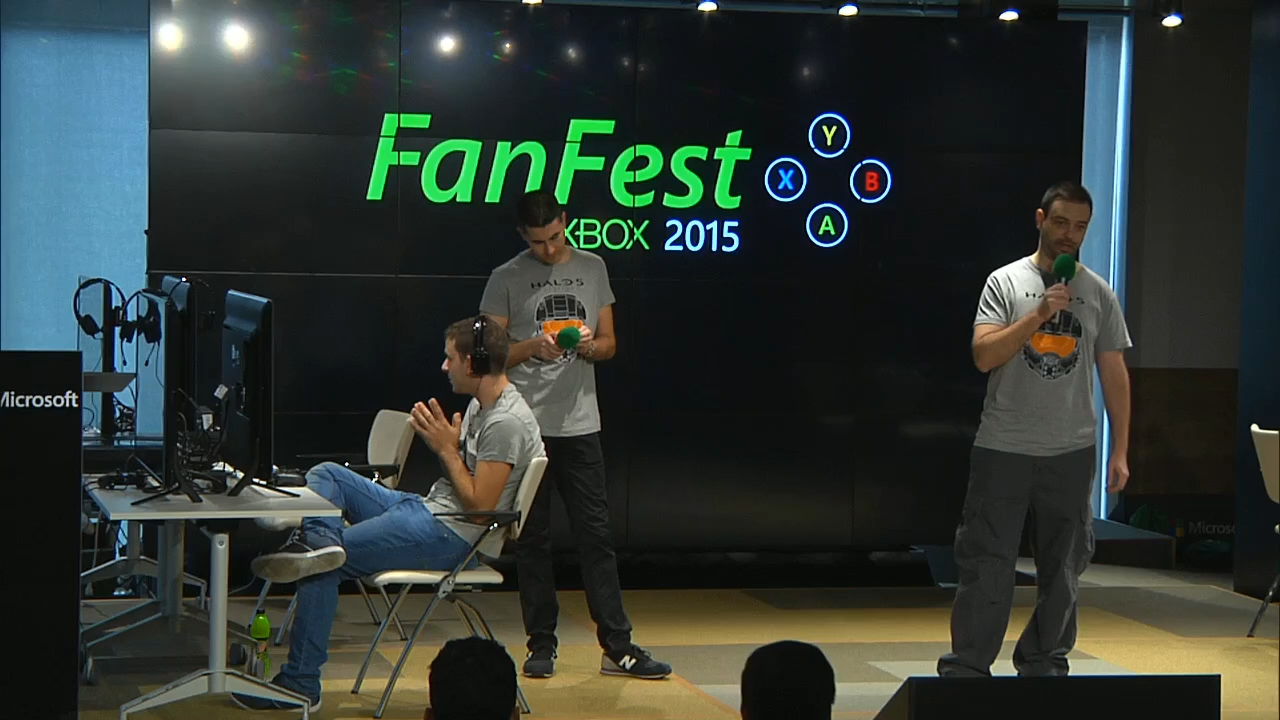 FanFest
XBOX 2015
Y
X
B
A
HALO 5
HALO 5
Microsoft
N